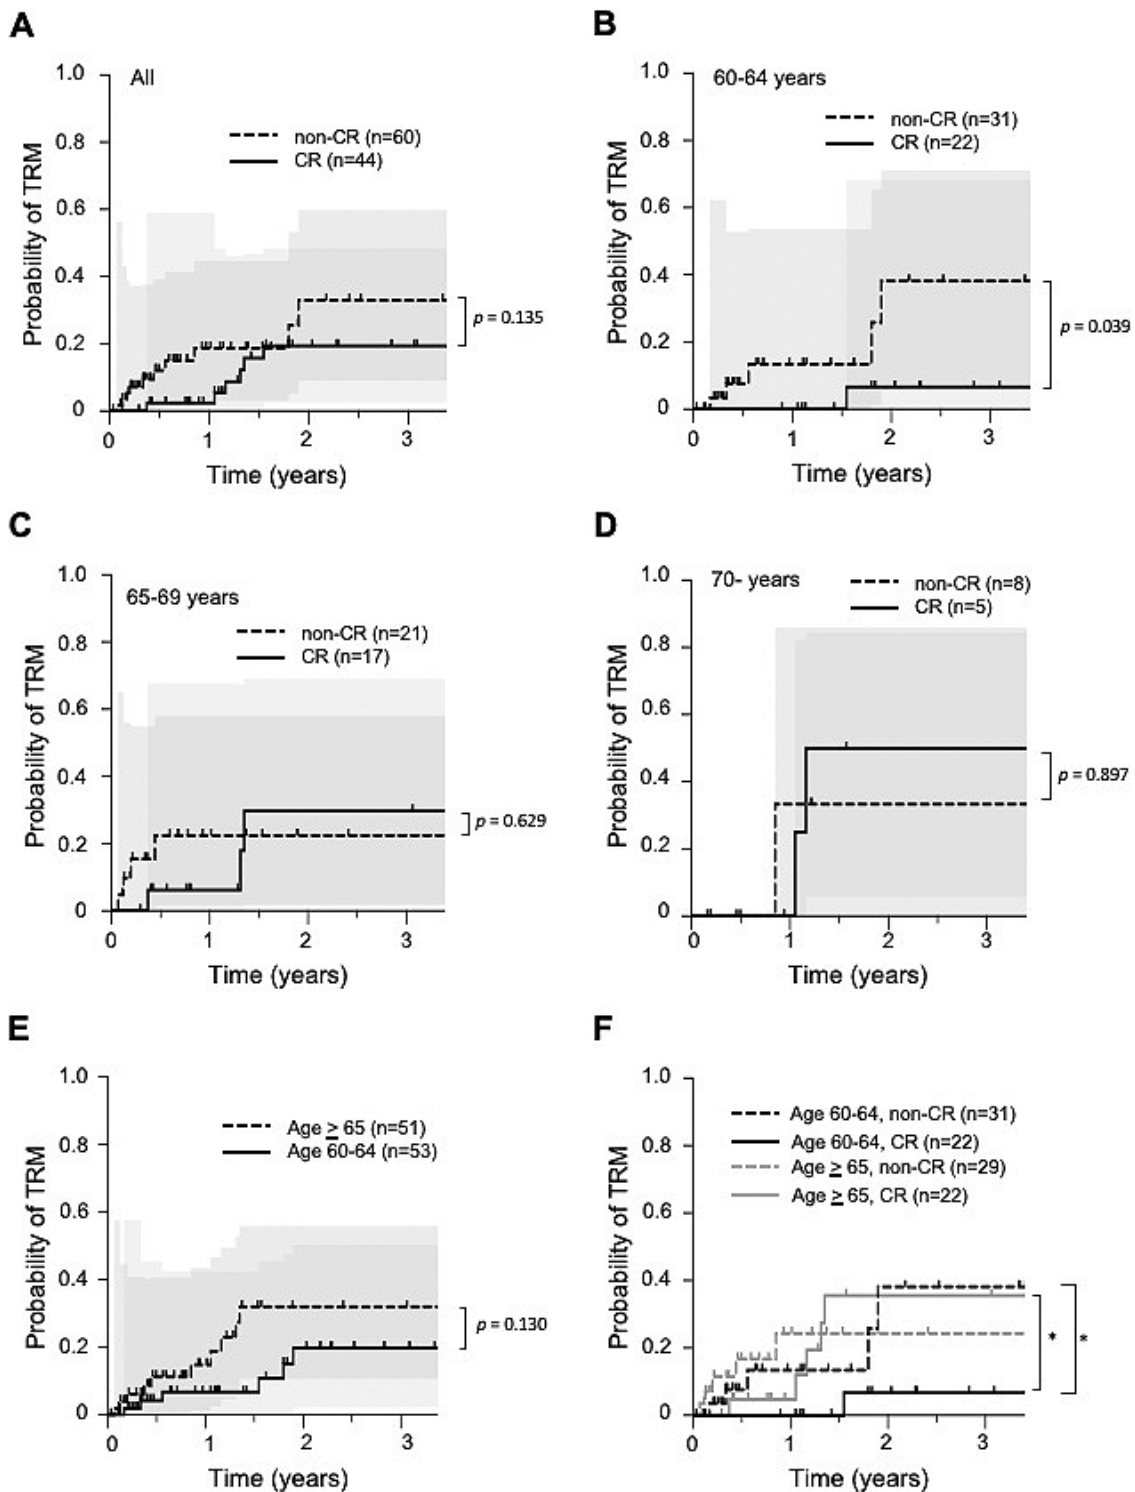 A
All
non-CR (n=60)
CR (n=44)
Probability of TRM
1.0
0.8
0.6
0.4
0.2
0
0 1 2 3
Time (years)
p = 0.135
B
60-64 years
non-CR (n=31)
CR (n=22)
Probability of TRM
1.0
0.8
0.6
0.4
0.2
0
0 1 2 3
Time (years)
p = 0.039
C
65-69 years
non-CR (n=21)
CR (n=17)
Probability of TRM
1.0
0.8
0.6
0.4
0.2
0
0 1 2 3
Time (years)
p = 0.629
D
70- years
non-CR (n=8)
CR (n=5)
Probability of TRM
1.0
0.8
0.6
0.4
0.2
0
0 1 2 3
Time (years)
p = 0.897
E
Age ≥ 65 (n=51)
Age 60-64 (n=53)
Probability of TRM
1.0
0.8
0.6
0.4
0.2
0
0 1 2 3
Time (years)
p = 0.130
F
Age 60-64, non-CR (n=31)
Age 60-64, CR (n=22)
Age ≥ 65, non-CR (n=29)
Age ≥ 65, CR (n=22)
Probability of TRM
1.0
0.8
0.6
0.4
0.2
0
0 1 2 3
Time (years)
* *